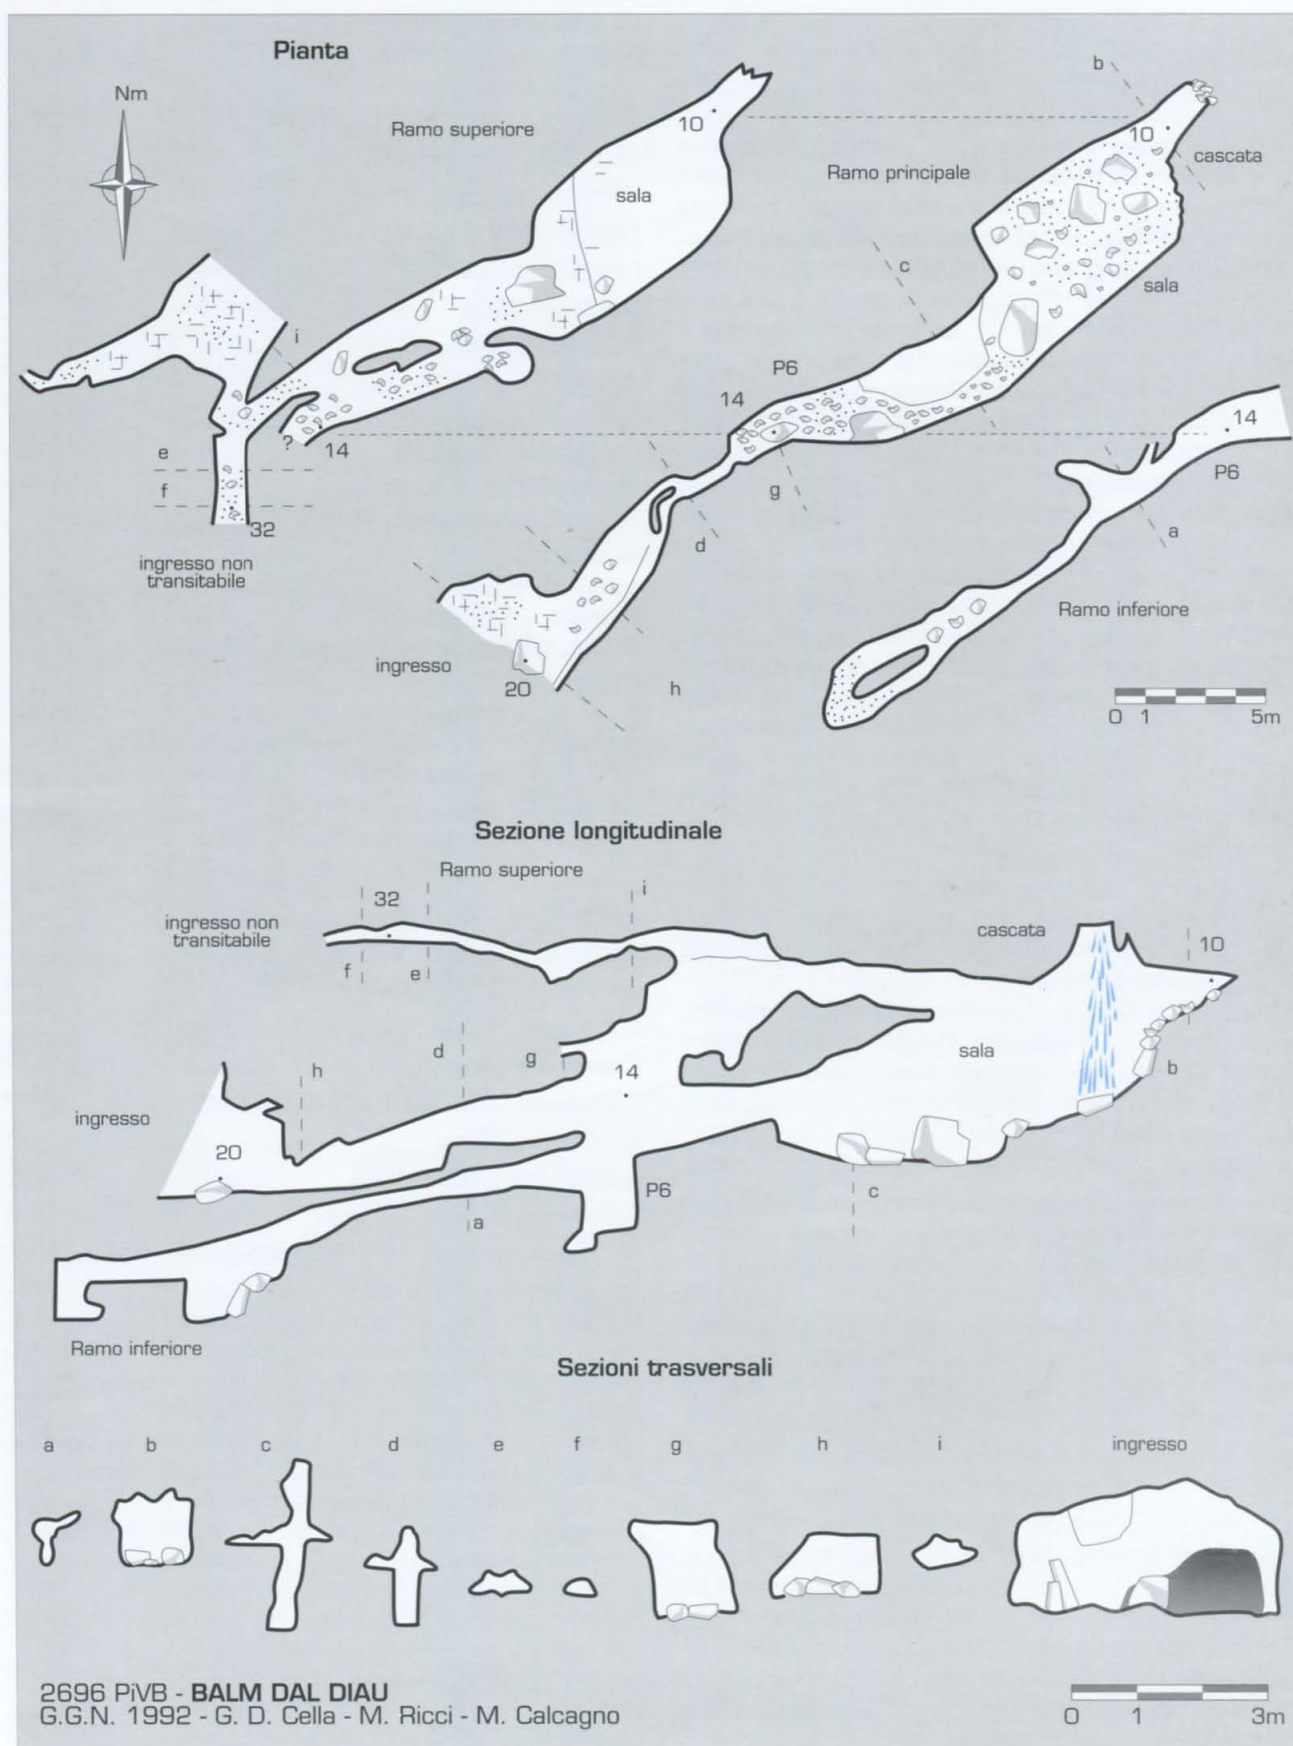 Pianta
Nm
Ramo superiore
10
sala
i
?
14
e
f
32
ingresso non
transitabile
b
10
cascata
Ramo principale
c
sala
P6
14
g
d
ingresso
20
h
14
P6
a
Ramo inferiore
0 1 5m
Sezione longitudinale
Ramo superiore
32
i
ingresso non
transitabile
f
e
cascata
10
d
g
h
14
sala
b
ingresso
20
P6
c
a
Ramo inferiore
Sezioni trasversali
a b c d e f g h i ingresso
2696 PiVB - BALM DAL DIAU
G.G.N. 1992 - G. D. Cella - M. Ricci - M. Calcagno
0 1 3m